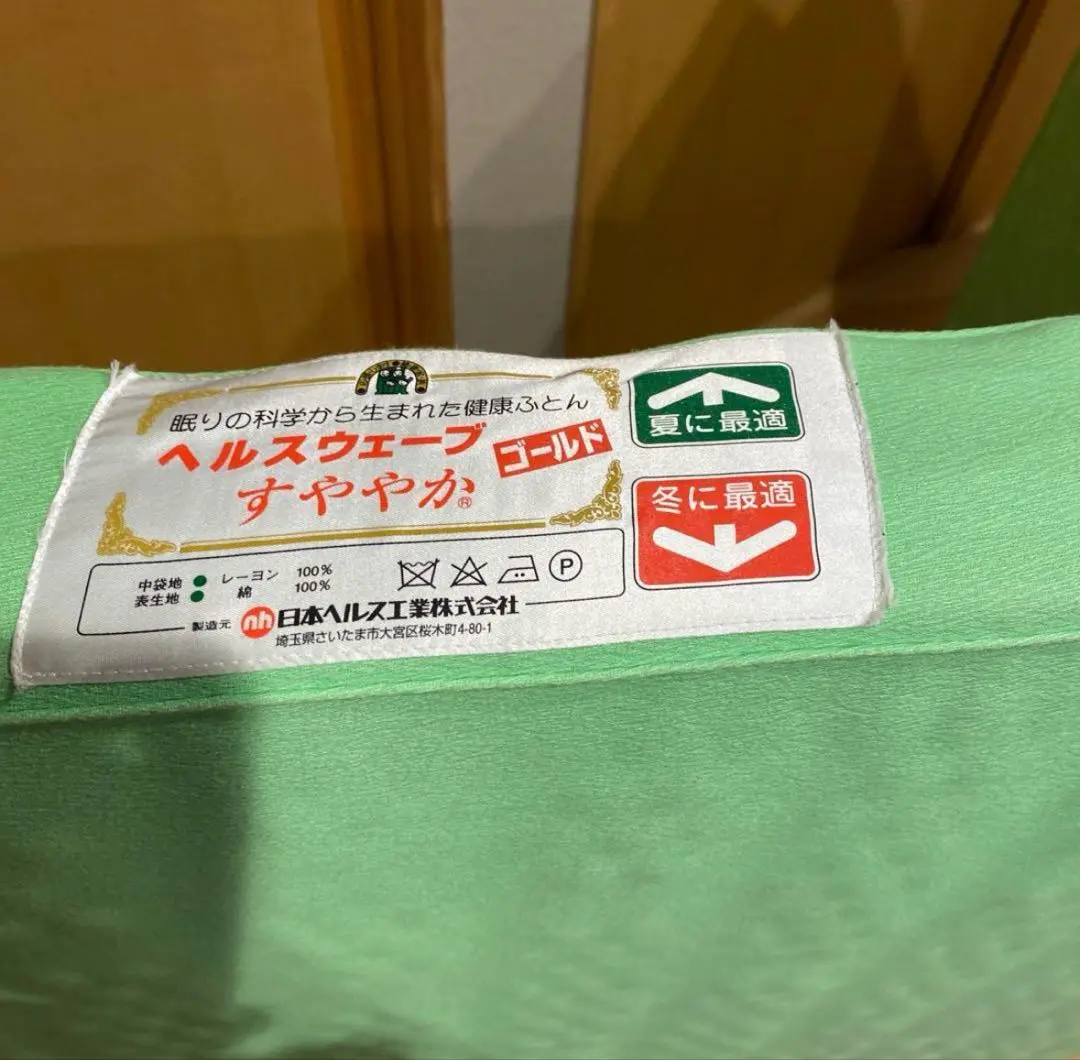 眠りの科学から生まれた健康ふとん
ヘルスウェーブ ゴールド
すややか®
夏に最適
冬に最適
中袋地 ● レーヨン 100%
表生地 ● 綿 100%
P
製造元 nh 日本ヘルス工業株式会社
埼玉県さいたま市大宮区桜木町4-80-1